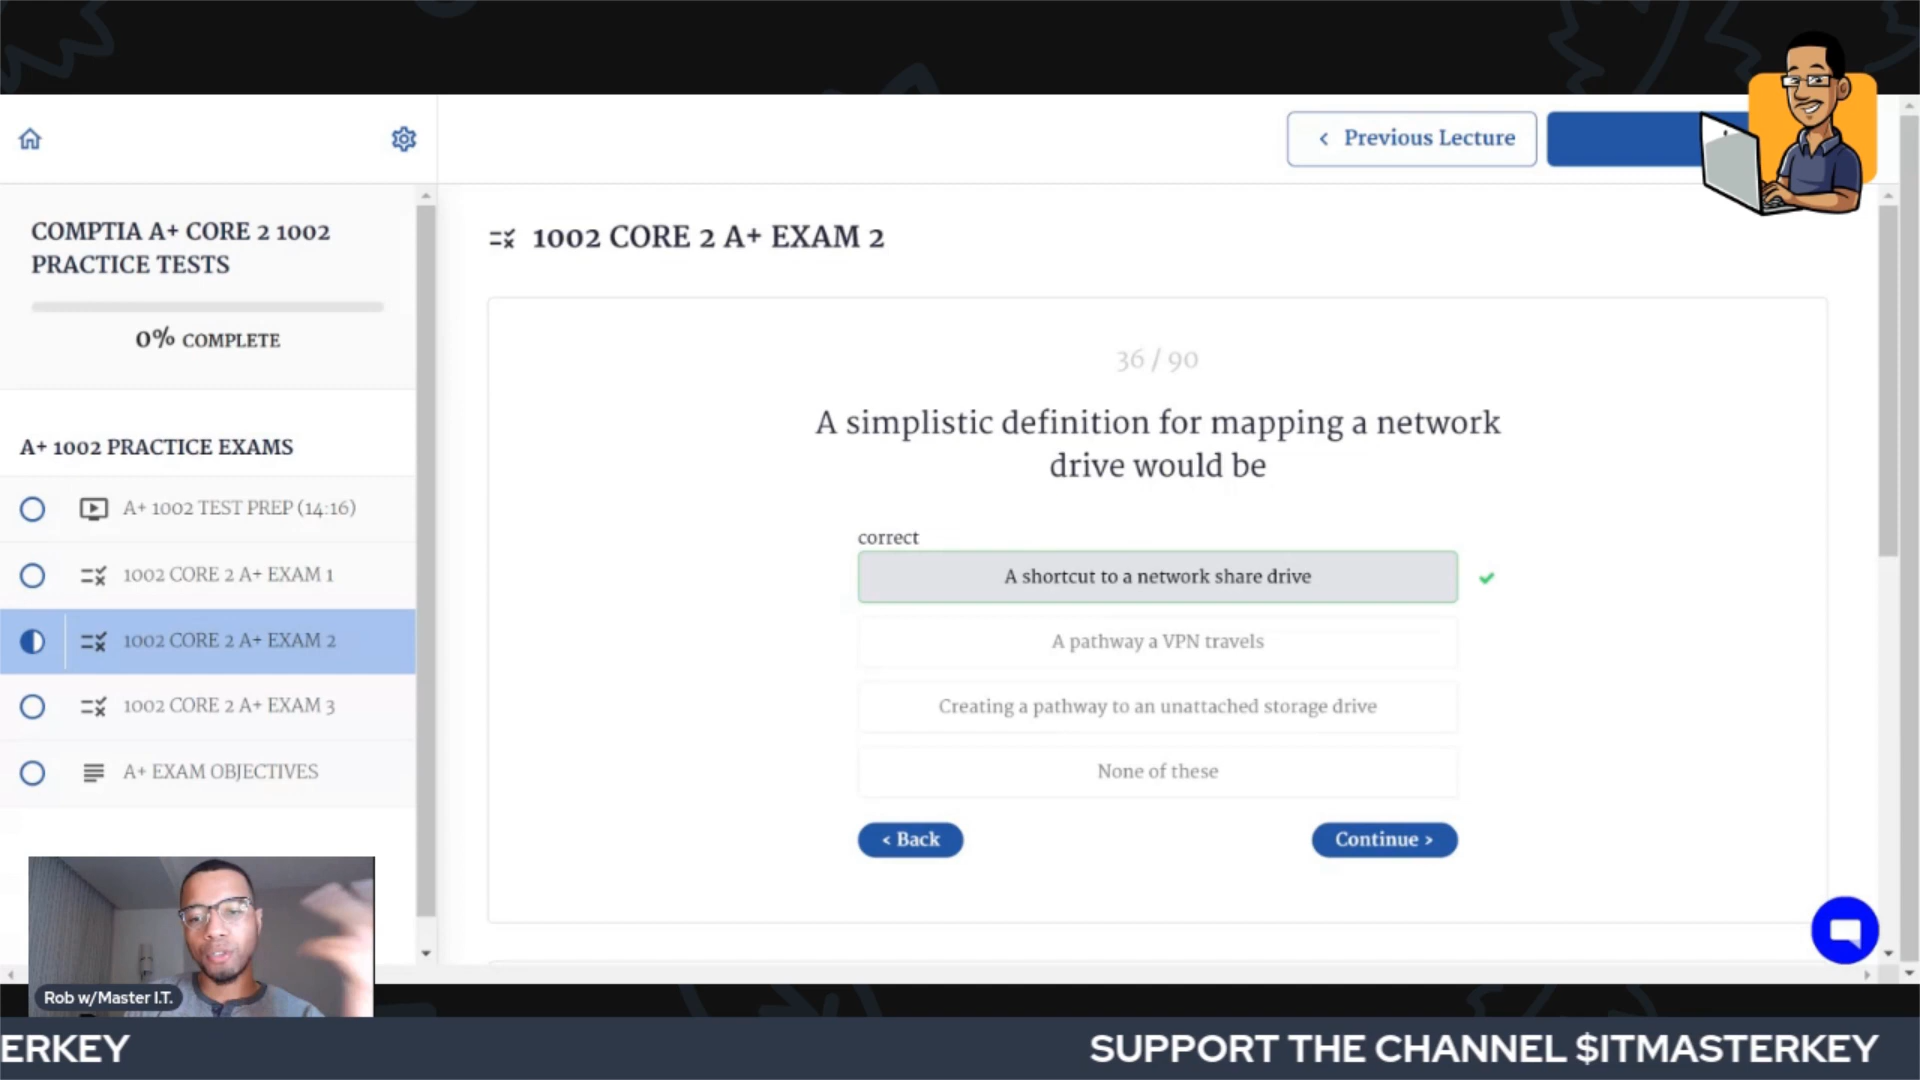 Previous Lecture
COMPTIA A+ CORE 2 1002
PRACTICE TESTS
0% COMPLETE
A+ 1002 PRACTICE EXAMS
A+ 1002 TEST PREP (14:16)
1002 CORE 2 A+ EXAM 1
1002 CORE 2 A+ EXAM 2
1002 CORE 2 A+ EXAM 3
A+ EXAM OBJECTIVES
1002 CORE 2 A+ EXAM 2
36 / 90
A simplistic definition for mapping a network
drive would be
correct
A shortcut to a network share drive
A pathway a VPN travels
Creating a pathway to an unattached storage drive
None of these
< Back
Continue >
Rob w/Master I.T.
ERKEY
SUPPORT THE CHANNEL $ITMASTERKEY